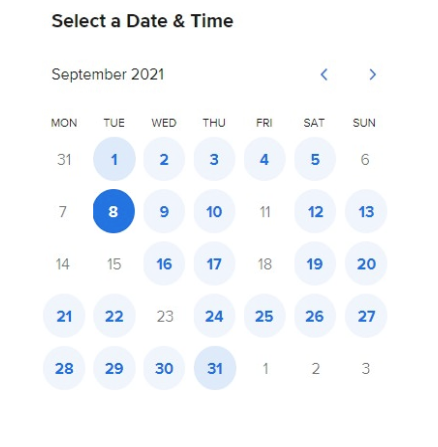 Select a Date & Time
September 2021
MON TUE WED THU FRI SAT SUN
31 1 2 3 4 5 6
7 8 9 10 11 12 13
14 15 16 17 18 19 20
21 22 23 24 25 26 27
28 29 30 31 1 2 3